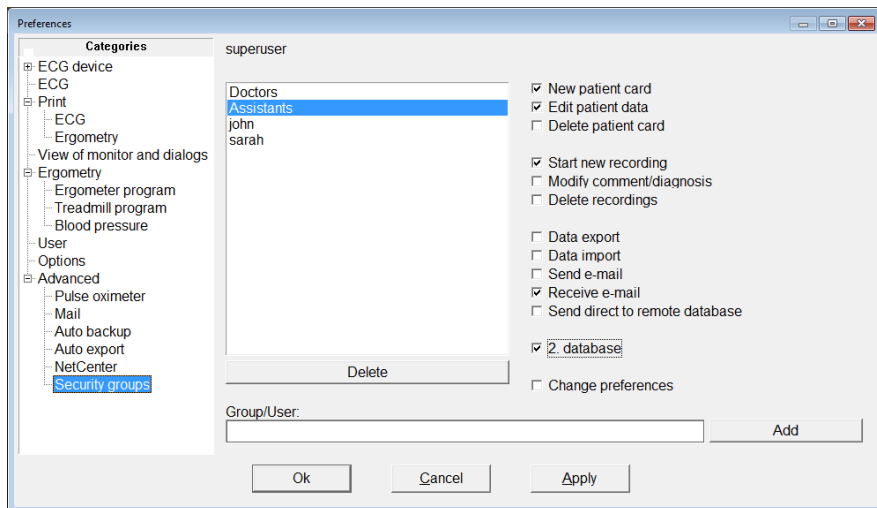 Preferences
Categories
ECG device
ECG
Print
ECG
Ergometry
View of monitor and dialogs
Ergometry
Ergometer program
Treadmill program
Blood pressure
User
Options
Advanced
Pulse oximeter
Mail
Auto backup
Auto export
NetCenter
Security groups
superuser
Doctors
Assistants
john
sarah
Delete
New patient card
Edit patient data
Delete patient card
Start new recording
Modify comment/diagnosis
Delete recordings
Data export
Data import
Send e-mail
Receive e-mail
Send direct to remote database
2. database
Change preferences
Group/User:
Add
Ok
Cancel
Apply